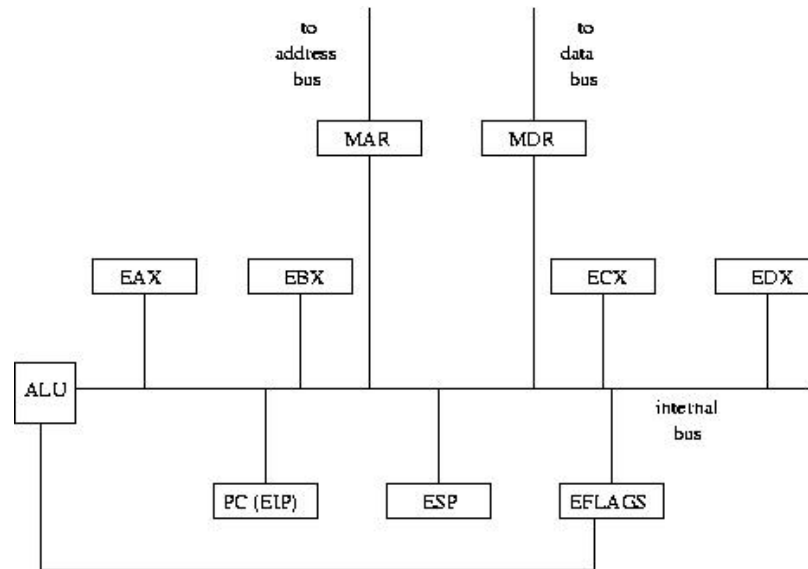 to
address
bus
to
data
bus
MAR
MDR
EAX
EBX
ECX
EDX
ALU
internal
bus
PC (EIP)
ESP
EFLAGS